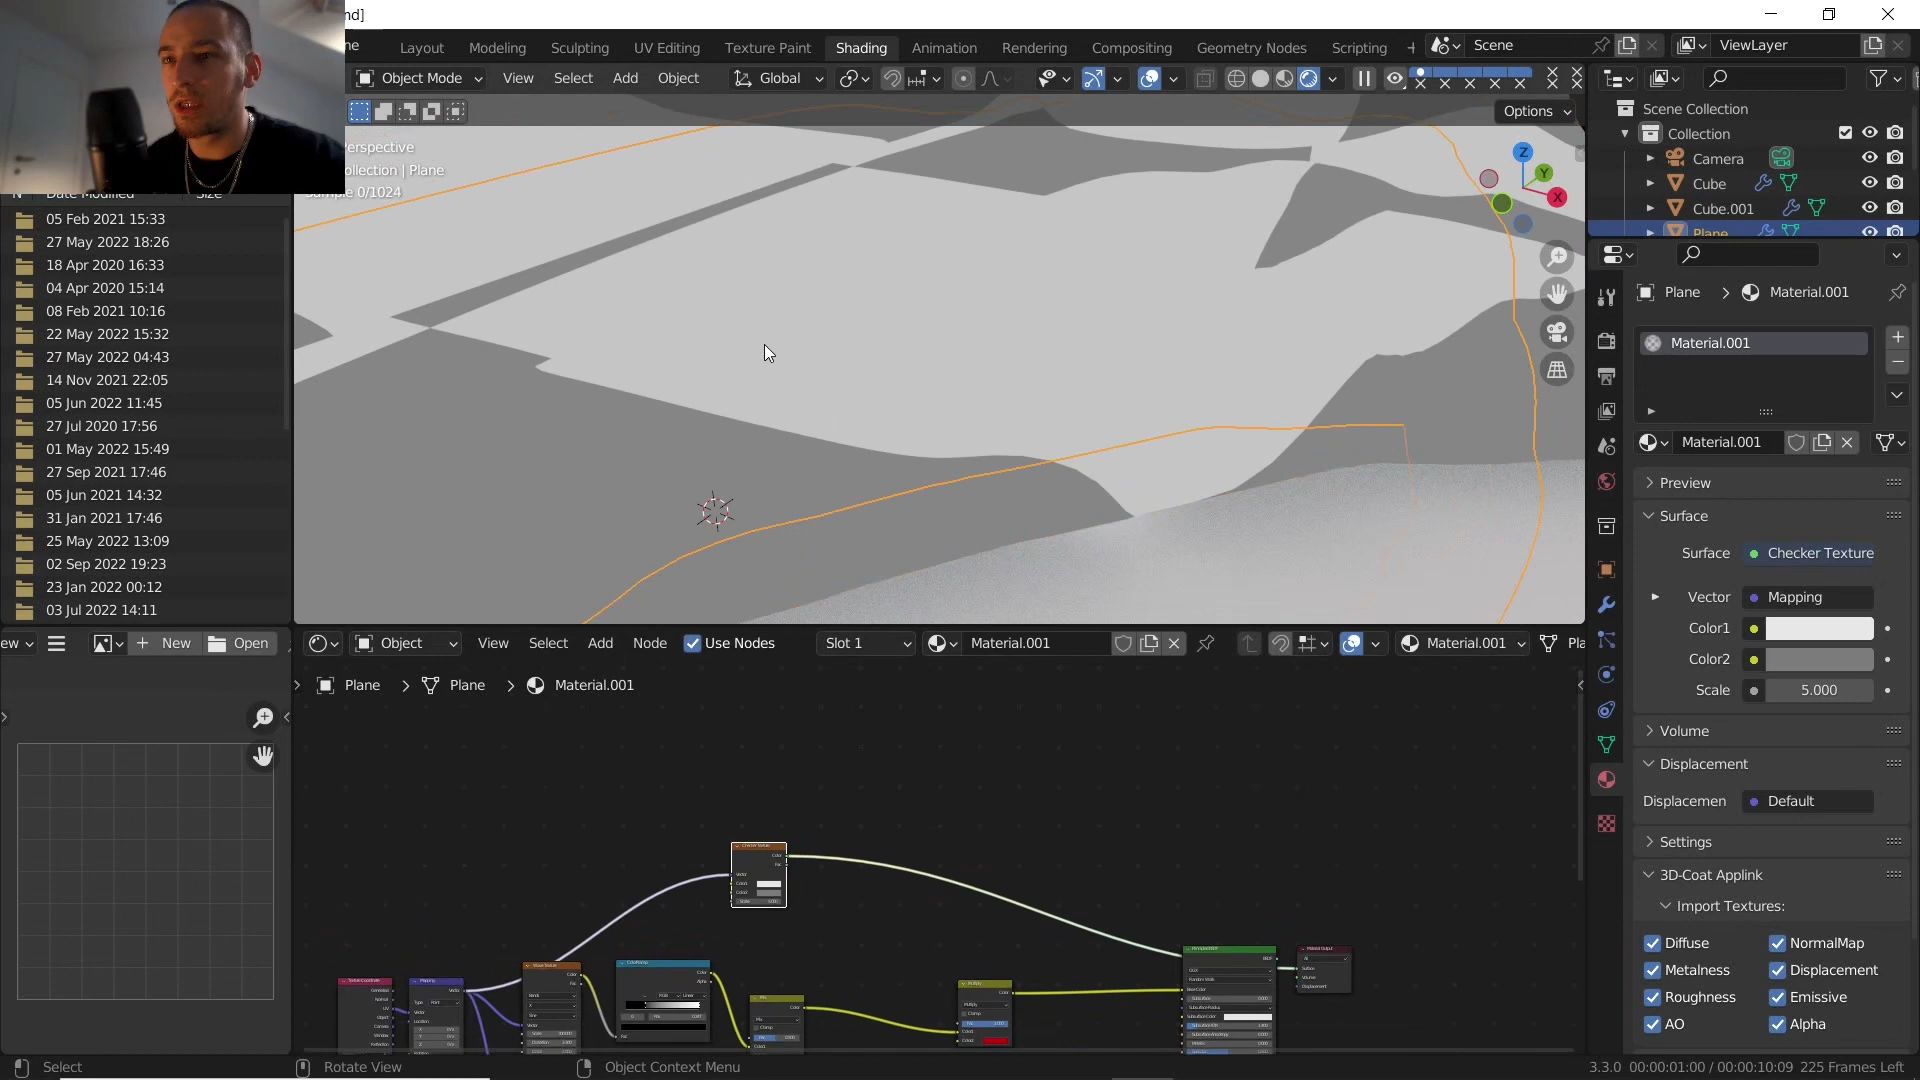 nd]
ne
Layout
Modeling
Sculpting
UV Editing
Texture Paint
Shading
Animation
Rendering
Compositing
Geometry Nodes
Scripting
Scene
ViewLayer
Object Mode
View
Select
Add
Object
Global
Options
erspective
ollection | Plane
Sample 0/1024
Z
Y
X
Scene Collection
Collection
Camera
Cube
Cube.001
Plane
N
Date Modified
Size
05 Feb 2021 15:33
27 May 2022 18:26
18 Apr 2020 16:33
04 Apr 2020 15:14
08 Feb 2021 10:16
22 May 2022 15:32
27 May 2022 04:43
14 Nov 2021 22:05
05 Jun 2022 11:45
27 Jul 2020 17:56
01 May 2022 15:49
27 Sep 2021 17:46
05 Jun 2021 14:32
31 Jan 2021 17:46
25 May 2022 13:09
02 Sep 2022 19:23
23 Jan 2022 00:12
03 Jul 2022 14:11
Plane
Material.001
Material.001
Material.001
Preview
Surface
Surface
Checker Texture
Vector
Mapping
Color1
Color2
Scale
5.000
Volume
Displacement
Displacemen
Default
Settings
3D-Coat Applink
Import Textures:
Diffuse
NormalMap
Metalness
Displacement
Roughness
Emissive
AO
Alpha
ew
New
Open
Object
View
Select
Add
Node
Use Nodes
Slot 1
Material.001
Material.001
Pla
Plane
Plane
Material.001
Select
Rotate View
Object Context Menu
3.3.0
00:00:01:00 / 00:00:10:09
225 Frames Left